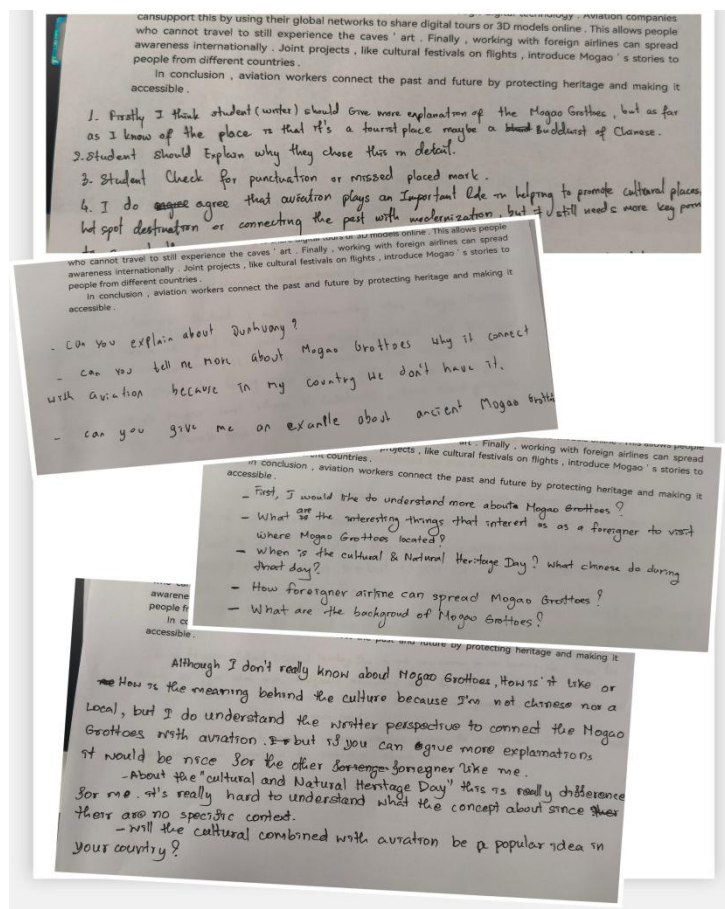 cansupport this by using their global networks to share digital tours or 3D models online . This allows people
who cannot travel to still experience the caves ' art . Finally , working with foreign airlines can spread
awareness internationally . Joint projects , like cultural festivals on flights , introduce Mogao ' s stories to
people from different countries .
In conclusion , aviation workers connect the past and future by protecting heritage and making it
accessible .
1. Firstly I think student (writer) should Give more explanation of the Mogao Grottoes, but as far
as I know of the place is that it's a tourist place maybe a Buddhist of Chanese.
2. Student should Explain why they chose this in detail.
3. Student Check for punctuation or missed placed mark.
4. I do agree that aviation plays an Important Role in helping to promote cultural places,
hot spot destination or connecting the past with modernization, but it still needs more key
who cannot travel to still experience the caves ' art . Finally , working with foreign airlines can spread
awareness internationally . Joint projects , like cultural festivals on flights , introduce Mogao ' s stories to
people from different countries .
In conclusion , aviation workers connect the past and future by protecting heritage and making it
accessible .
- can you explain about Dunhuang ?
- can you tell me more about Mogao Grottoes why it connect
with aviation because in my country we don't have it.
- can you give me an example about ancient Mogao
Finally , working with foreign airlines can spread
, like cultural festivals on flights , introduce Mogao ' s stories to
countries .
In conclusion , aviation workers connect the past and future by protecting heritage and making it
accessible .
- First, I would like do understand more about Mogao Grottoes ?
- What are the interesting things that interest us as a foreigner to visit
where Mogao Grottoes located ?
- When is the cultural & Natural Heritage Day ? What chinese do during
that day ?
- How foreigner airline can spread Mogao Grottoes ?
- What are the backgroud of Mogao Grottoes ?
awarene
people fr
In co
accessible .
future by protecting heritage and making it
Although I don't really know about Mogao Grottoes, How is it like or
How is the meaning behind the culture because I'm not chinese nor a
Local, but I do understand the writter perspective to connect the Mogao
Grottoes with aviation. but if you can give more explainations
it would be nice for the other foriegner like me.
- About the "cultural and Natural Heritage Day" this is really difference
for me. it's really hard to understand what the concept about since
their are no specific context.
- Will the cultural combined with aviation be a popular idea in
your country ?